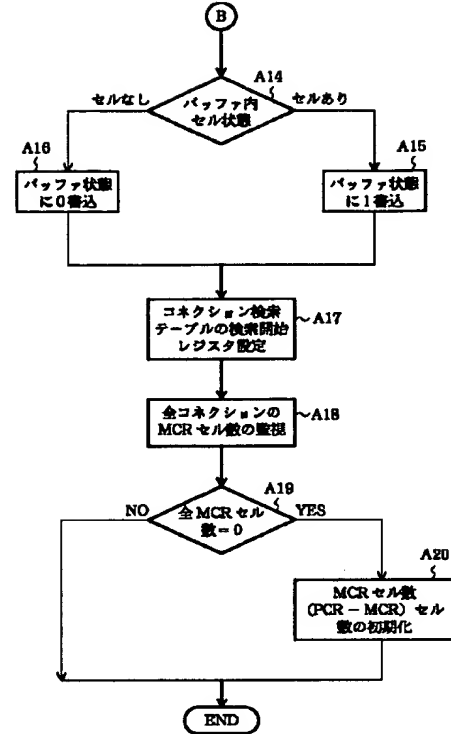 B
A14
セルなし
バッファ内
セル状態
セルあり
A16
バッファ状態
に0書込
A15
バッファ状態
に1書込
コネクション検索
テーブルの検索開始
レジスタ設定
A17
全コネクションの
MCRセル数の監視
A18
A19
NO
全MCRセル
数=0
YES
A20
MCRセル数
(PCR-MCR)セル
数の初期化
END